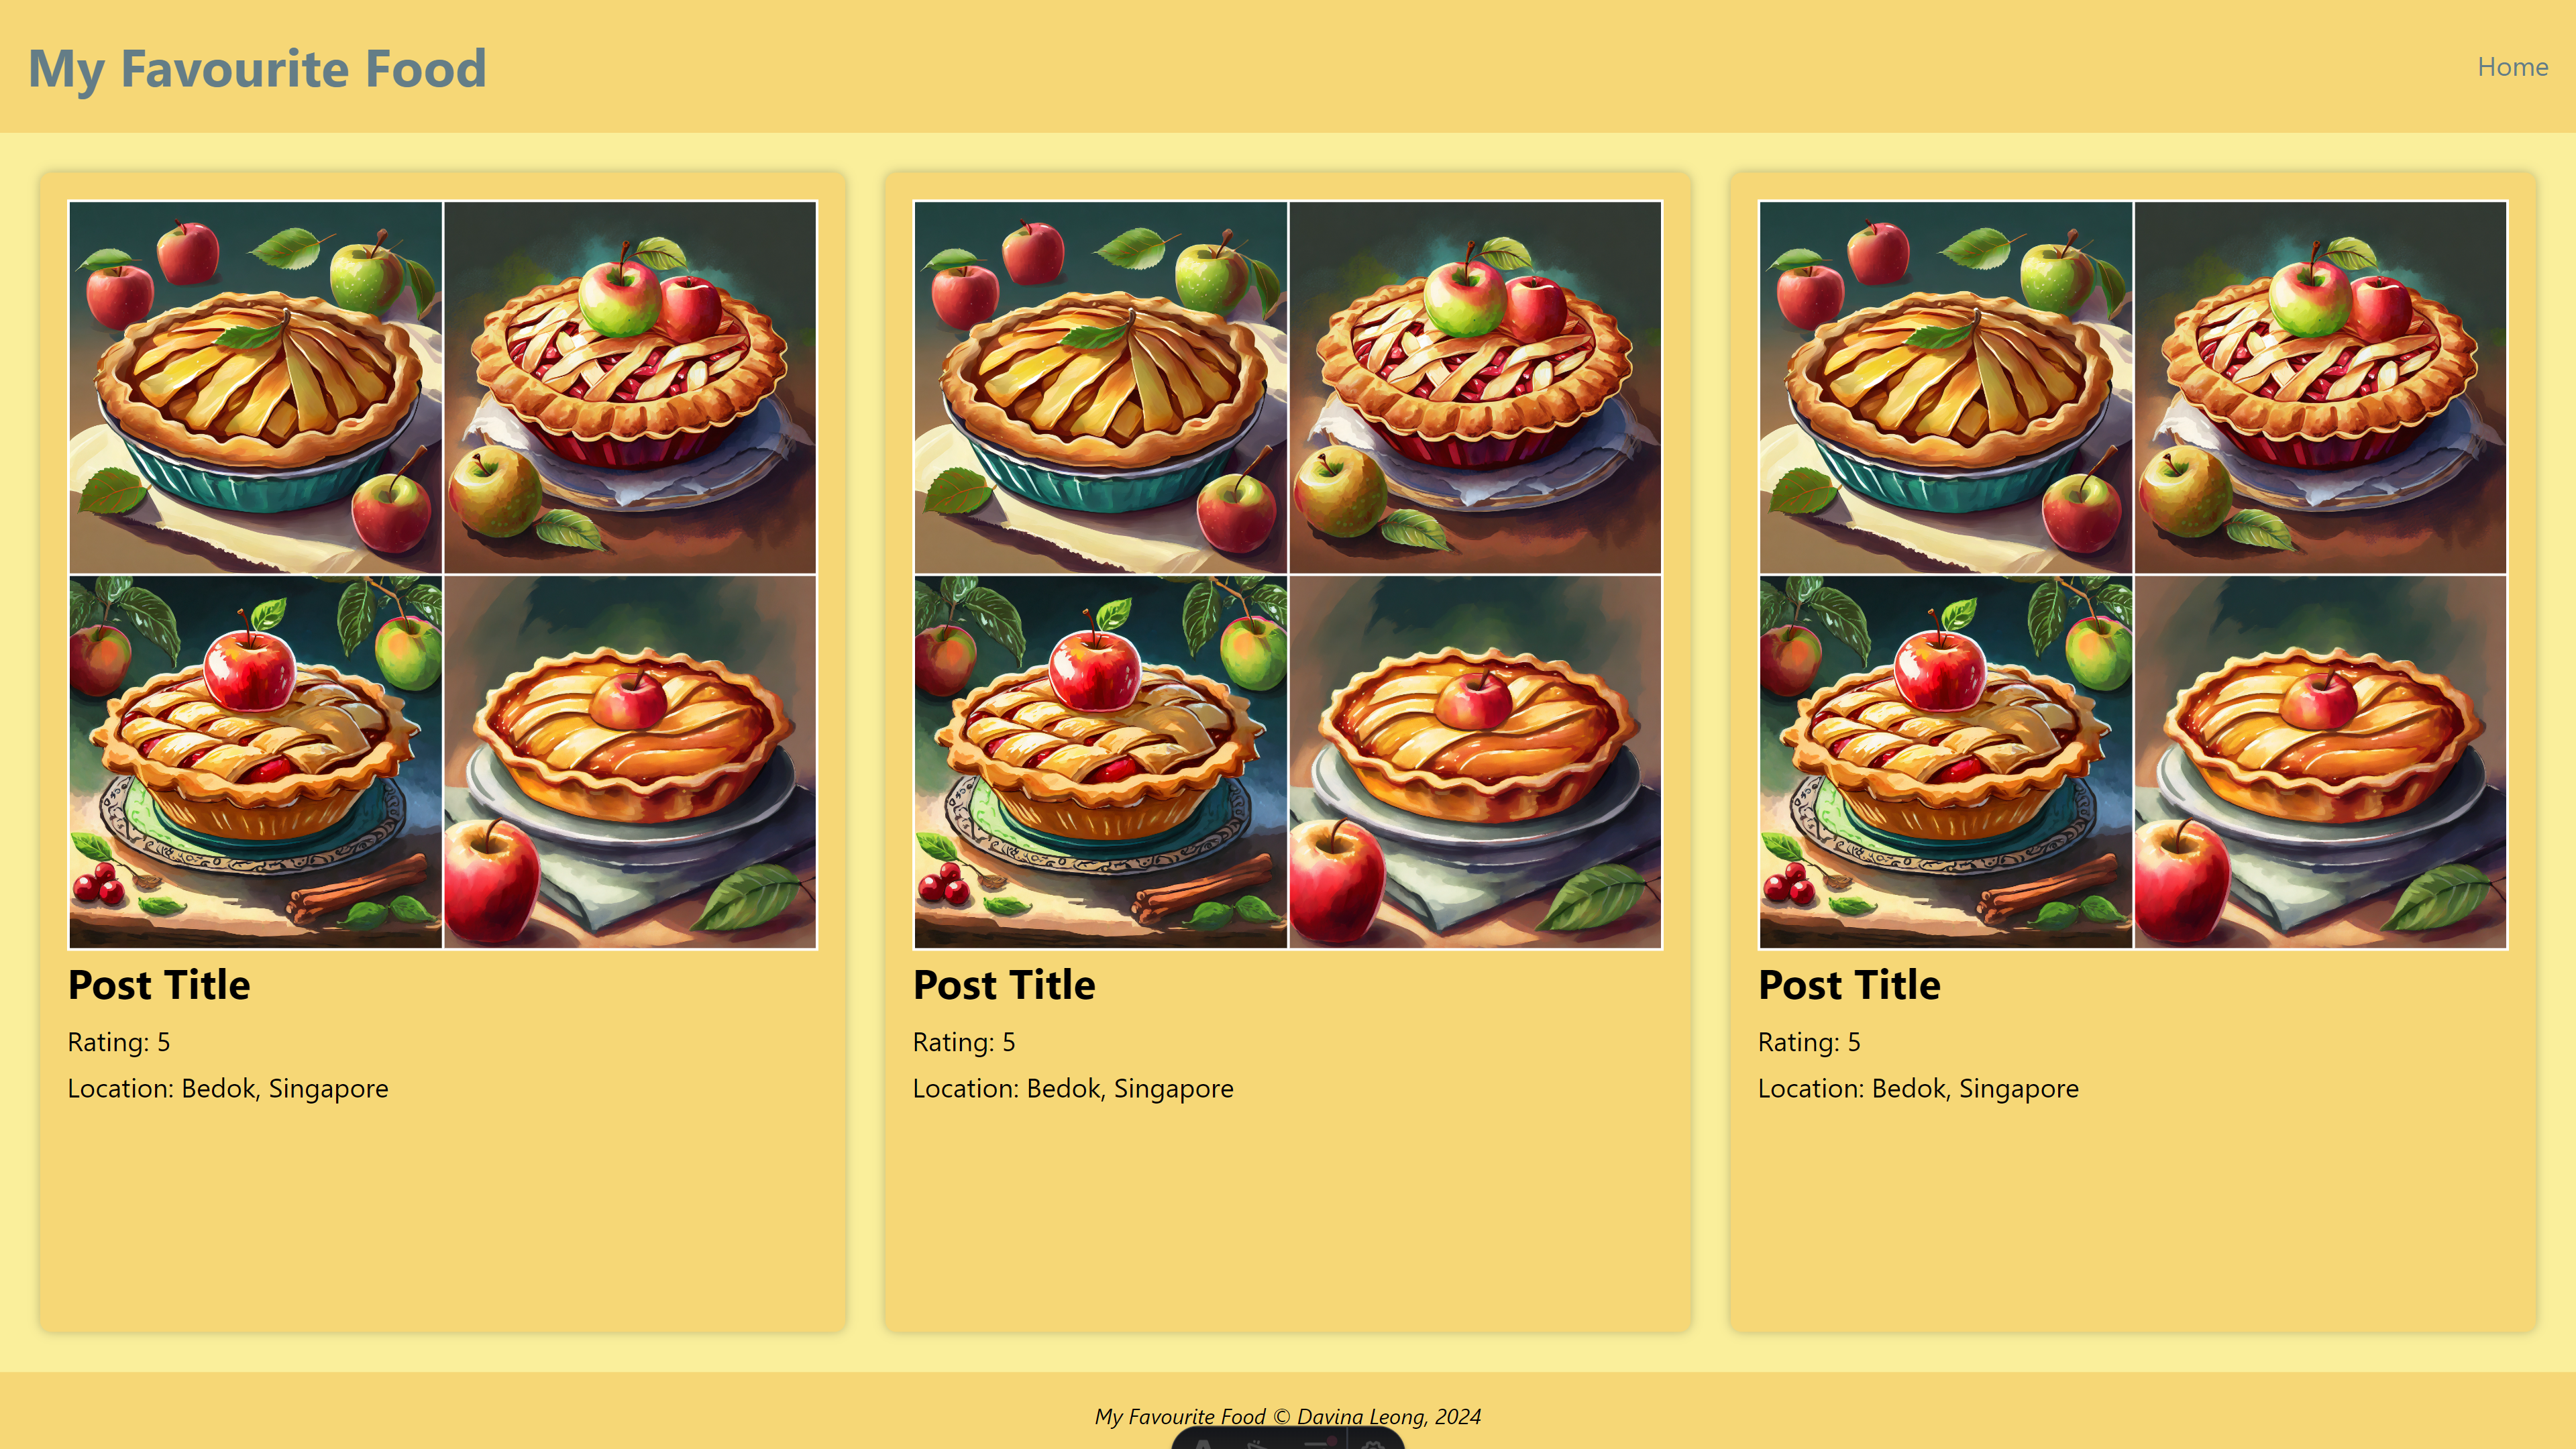 My Favourite Food
Home
Post Title
Rating: 5
Location: Bedok, Singapore
Post Title
Rating: 5
Location: Bedok, Singapore
Post Title
Rating: 5
Location: Bedok, Singapore
My Favourite Food © Davina Leong, 2024